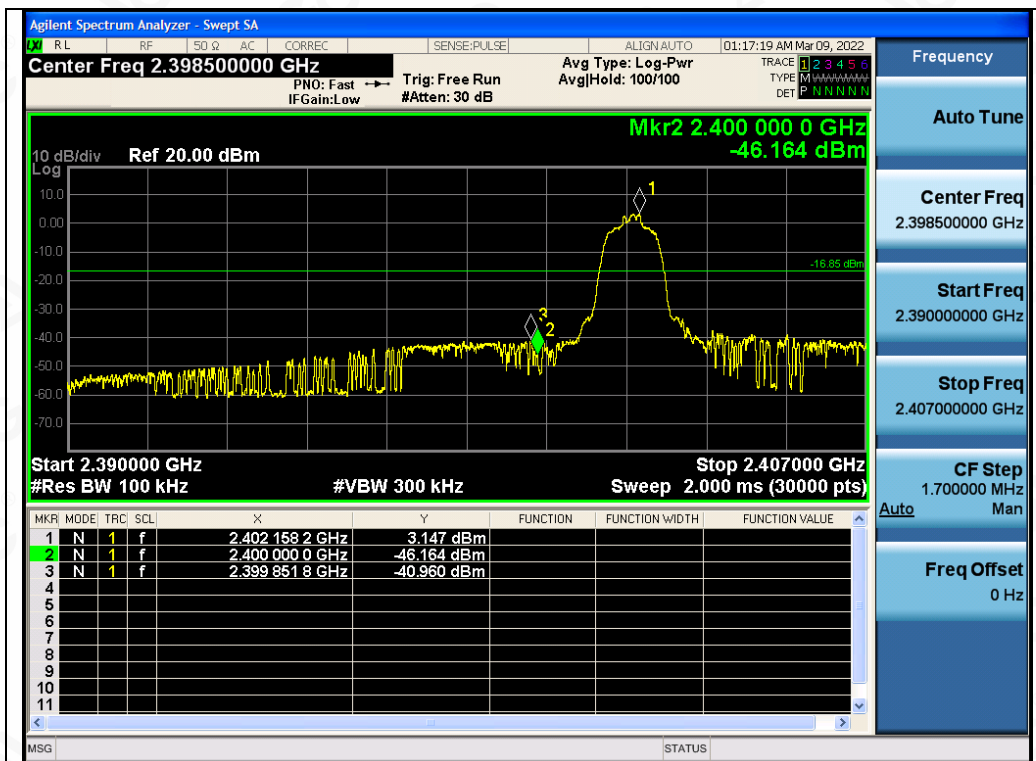 Agilent Spectrum Analyzer - Swept SA
LXI RL RF 50 Ω AC CORREC SENSE:PULSE ALIGN AUTO 01:17:19 AM Mar 09, 2022
Center Freq 2.398500000 GHz
PNO: Fast
IFGain:Low
Trig: Free Run
#Atten: 30 dB
Avg Type: Log-Pwr
Avg|Hold: 100/100
TRACE 1 2 3 4 5 6
TYPE M WWWWW
DET P N N N N N
Mkr2 2.400 000 0 GHz
-46.164 dBm
10 dB/div Ref 20.00 dBm
Log
10.0
0.00
-10.0
-20.0
-30.0
-40.0
-50.0
-60.0
-70.0
1
-16.85 dBm
3
2
Start 2.390000 GHz Stop 2.407000 GHz
#Res BW 100 kHz #VBW 300 kHz Sweep 2.000 ms (30000 pts)
MKR MODE TRC SCL X Y FUNCTION FUNCTION WIDTH FUNCTION VALUE
1 N 1 f 2.402 158 2 GHz 3.147 dBm
2 N 1 f 2.400 000 0 GHz -46.164 dBm
3 N 1 f 2.399 851 8 GHz -40.960 dBm
4
5
6
7
8
9
10
11
MSG STATUS
Frequency
Auto Tune
Center Freq
2.398500000 GHz
Start Freq
2.390000000 GHz
Stop Freq
2.407000000 GHz
CF Step
1.700000 MHz
Auto Man
Freq Offset
0 Hz